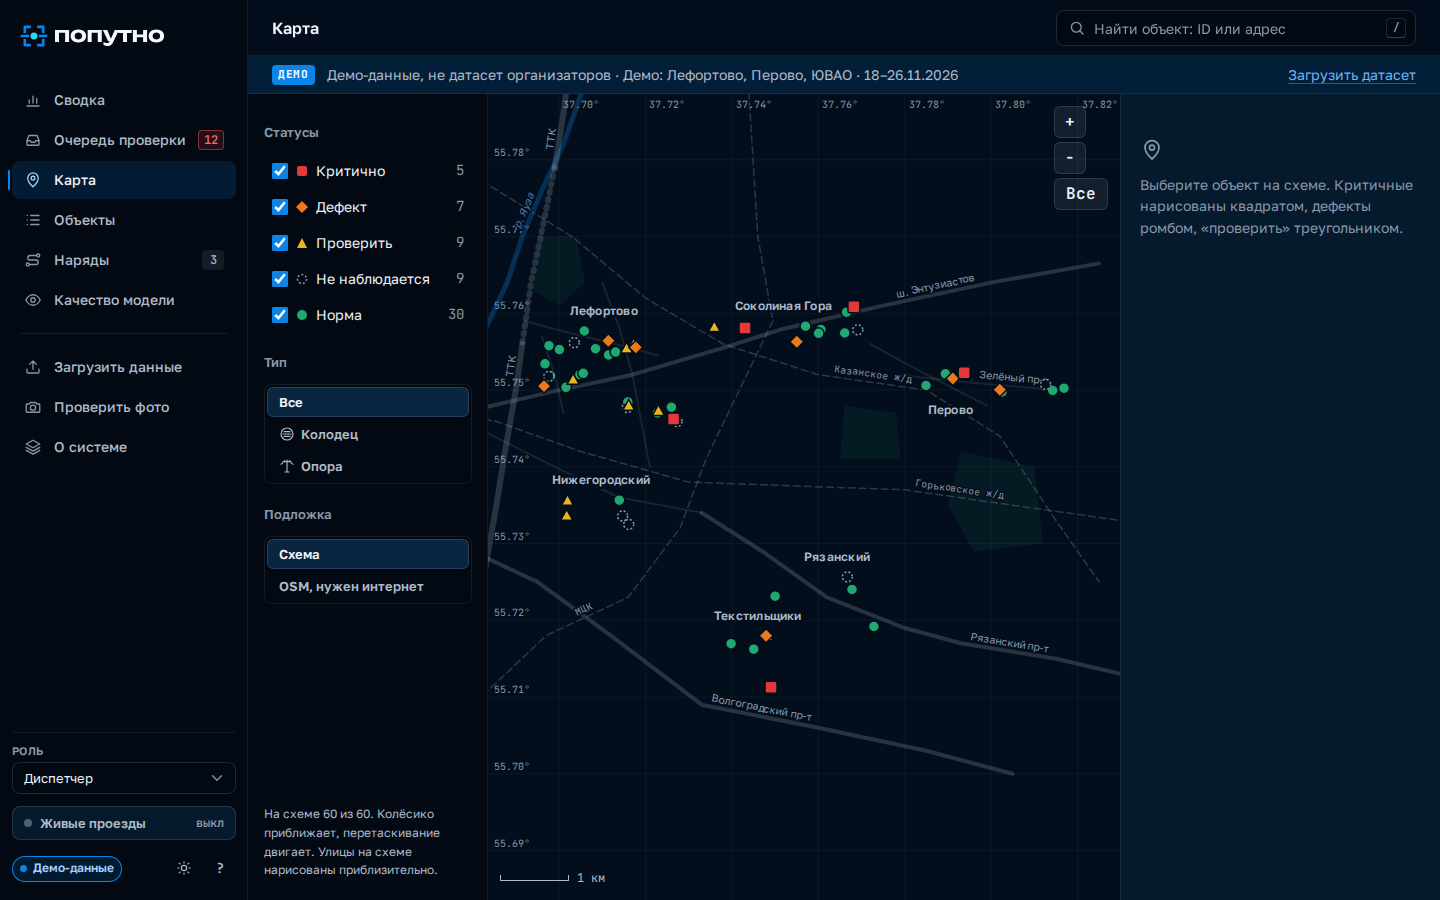 попутно
Сводка
Очередь проверки 12
Карта
Объекты
Наряды 3
Качество модели
Загрузить данные
Проверить фото
О системе
РОЛЬ
Диспетчер
Живые проезды ВЫКЛ
Демо-данные
?
Карта
Найти объект: ID или адрес /
ДЕМО Демо-данные, не датасет организаторов · Демо: Лефортово, Перово, ЮВАО · 18–26.11.2026
Загрузить датасет
Статусы
Критично 5
Дефект 7
Проверить 9
Не наблюдается 9
Норма 30
Тип
Все
Колодец
Опора
Подложка
Схема
OSM, нужен интернет
На схеме 60 из 60. Колёсико
приближает, перетаскивание
двигает. Улицы на схеме
нарисованы приблизительно.
37.70° 37.72° 37.74° 37.76° 37.78° 37.80° 37.82°
+
-
Все
ТТК
55.78°
р. Яуза
55.77°
ш. Энтузиастов
55.76°
Лефортово
Соколиная Гора
ТТК
Казанское ж/д
Зелёный пр-
55.75°
Перово
55.74°
Нижегородский
Горьковское ж/д
55.73°
Рязанский
МЦК
55.72°
Текстильщики
Рязанский пр-т
55.71°
Волгоградский пр-т
55.70°
55.69°
1 км
Выберите объект на схеме. Критичные
нарисованы квадратом, дефекты
ромбом, «проверить» треугольником.